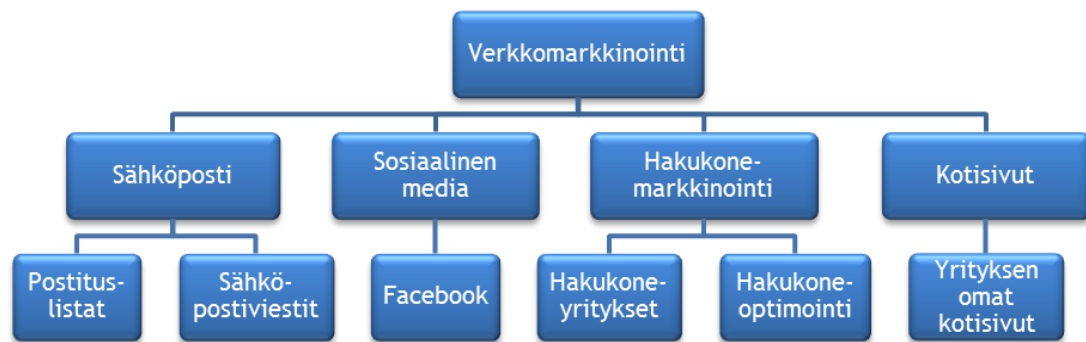 Verkkomarkkinointi
Sähköposti
Sosiaalinen
media
Hakukone-
markkinointi
Kotisivut
Postitus-
listat
Sähkö-
postiviestit
Facebook
Hakukone-
yritykset
Hakukone-
optimointi
Yrityksen
omat
kotisivut